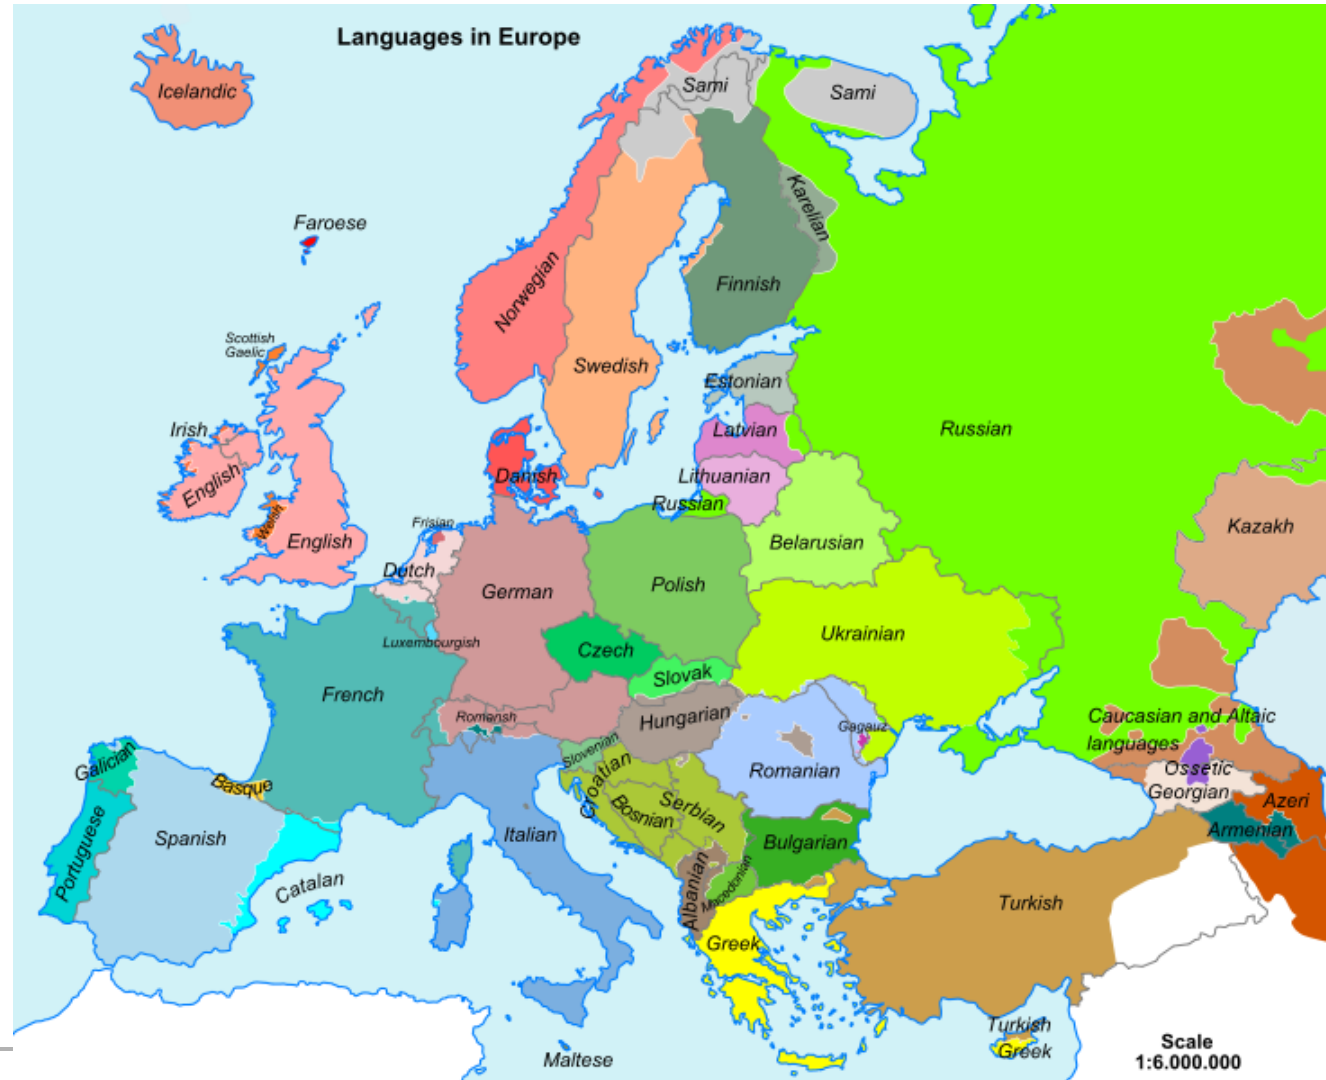 Languages in Europe
Icelandic
Sami
Sami
Faroese
Karelian
Norwegian
Finnish
Scottish
Gaelic
Swedish
Estonian
Irish
Latvian
Russian
English
Danish
Lithuanian
Russian
Welsh
Frisian
English
Kazakh
Dutch
Belarusian
German
Polish
Luxembourgish
Czech
Ukrainian
Slovak
French
Romansh
Hungarian
Gagauz
Caucasian and Altaic
languages
Galician
Slovenian
Croatian
Romanian
Ossetic
Basque
Georgian
Bosnian
Serbian
Azeri
Portuguese
Spanish
Italian
Bulgarian
Armenian
Catalan
Albanian
Macedonian
Turkish
Greek
Turkish
Greek
Maltese
Scale
1:6.000.000